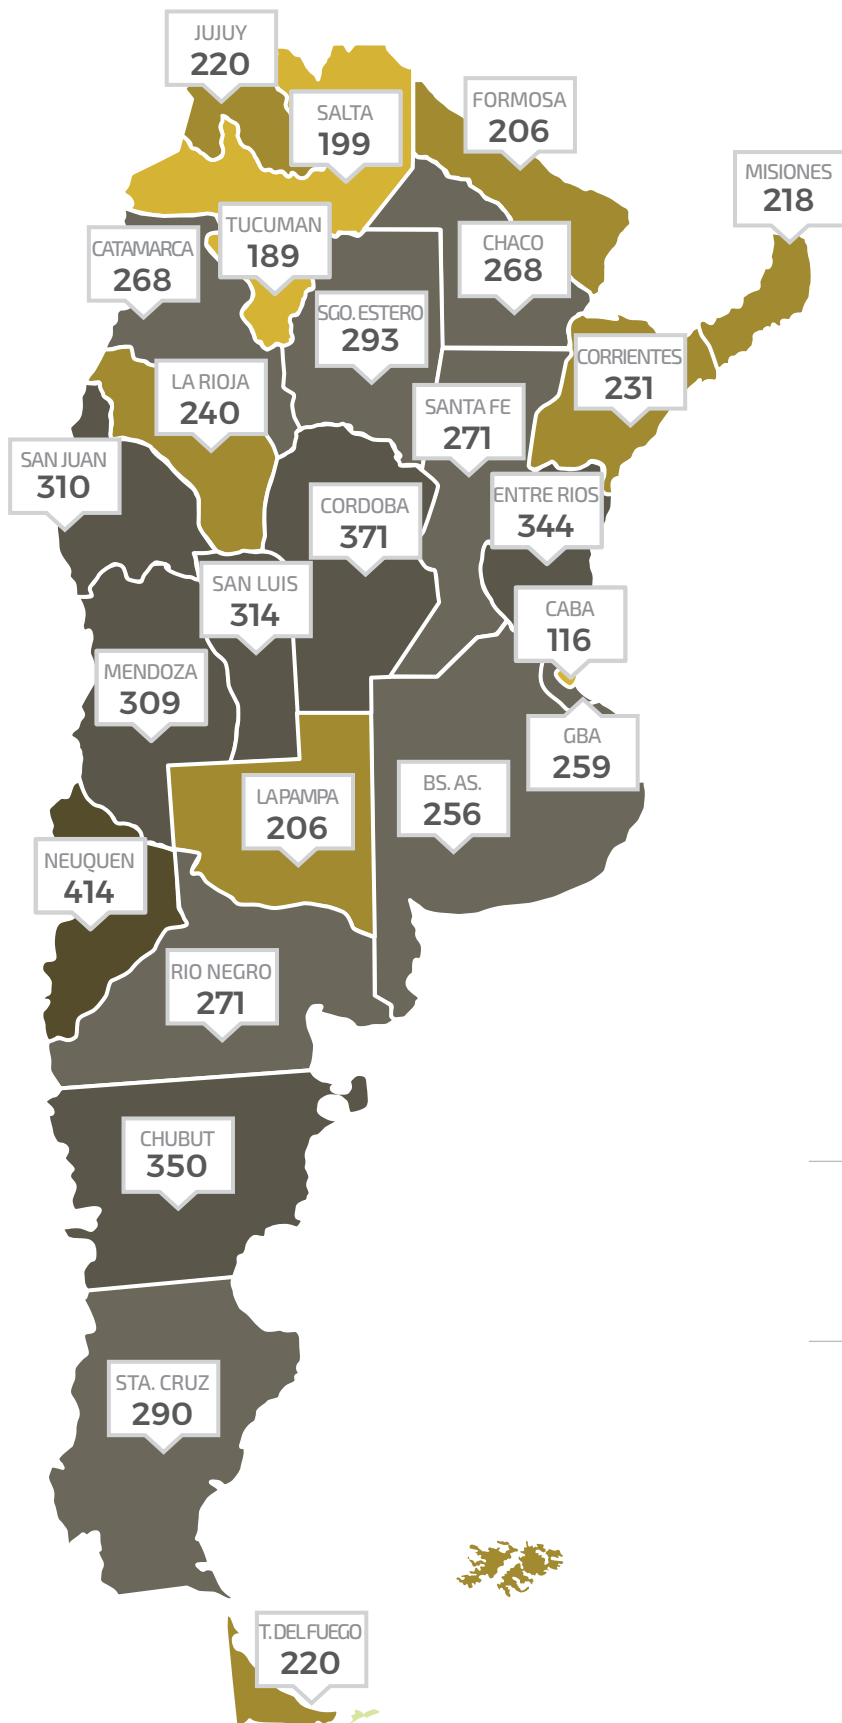 JUJUY
220
SALTA
199
FORMOSA
206
MISIONES
218
TUCUMAN
189
CATAMARCA
268
CHACO
268
SGO. ESTERO
293
CORRIENTES
231
LA RIOJA
240
SANTA FE
271
SAN JUAN
310
CORDOBA
371
ENTRE RIOS
344
SAN LUIS
314
CABA
116
MENDOZA
309
GBA
259
BS. AS.
256
LA PAMPA
206
NEUQUEN
414
RIO NEGRO
271
CHUBUT
350
STA. CRUZ
290
T. DEL FUEGO
220